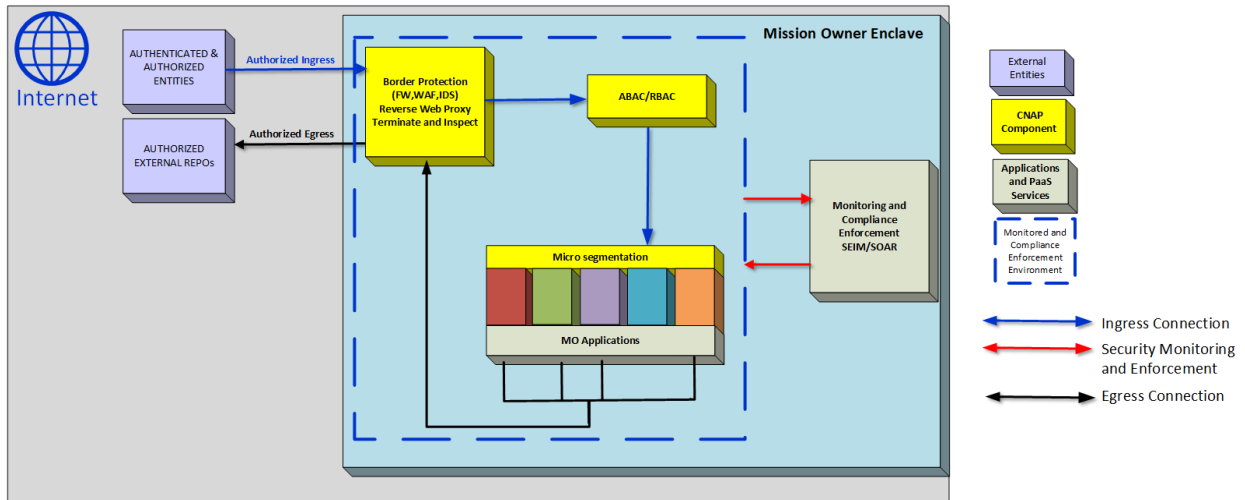 Internet
AUTHENTICATED &
AUTHORIZED
ENTITIES
Authorized Ingress
Authorized Egress
AUTHORIZED
EXTERNAL REPOs
Mission Owner Enclave
Border Protection
(FW,WAF,IDS)
Reverse Web Proxy
Terminate and Inspect
ABAC/RBAC
Micro segmentation
MO Applications
Monitoring and
Compliance
Enforcement
SEIM/SOAR
External
Entities
CNAP
Component
Applications
and PaaS
Services
Monitored and
Compliance
Enforcement
Environment
Ingress Connection
Security Monitoring
and Enforcement
Egress Connection